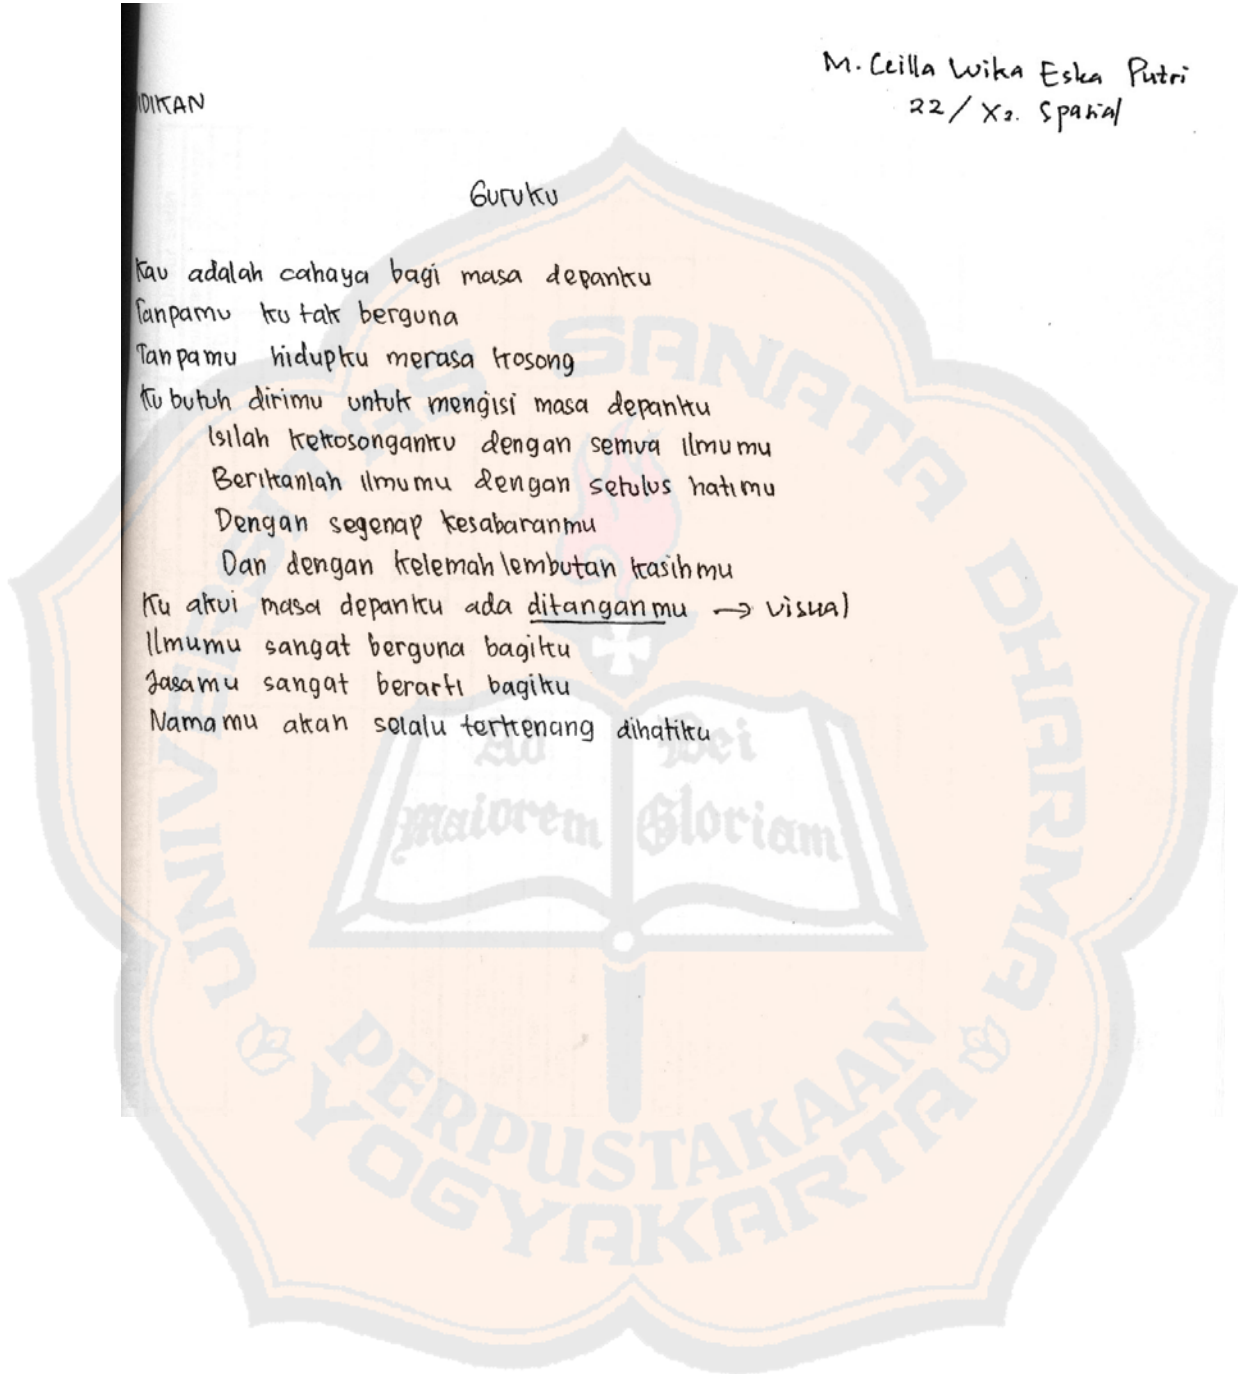 M. Ceilla Wika Eska Putri
22 / X2. Spasial
IDIKAN
Guruku
Kau adalah cahaya bagi masa depanku
Tanpamu ku tak berguna
Tanpamu hidupku merasa kosong
Ku butuh dirimu untuk mengisi masa depanku
Isilah kekosonganku dengan semua ilmumu
Berikanlah ilmumu dengan setulus hatimu
Dengan segenap kesabaranmu
Dan dengan kelemah lembutan kasihmu
Ku akui masa depanku ada ditanganmu → visual
Ilmumu sangat berguna bagiku
Jasamu sangat berarti bagiku
Namamu akan selalu terkenang dihatiku
UNIVERSITAS SANATA DHARMA
Ad Dei
Maiorem Gloriam
PERPUSTAKAAN
YOGYAKARTA